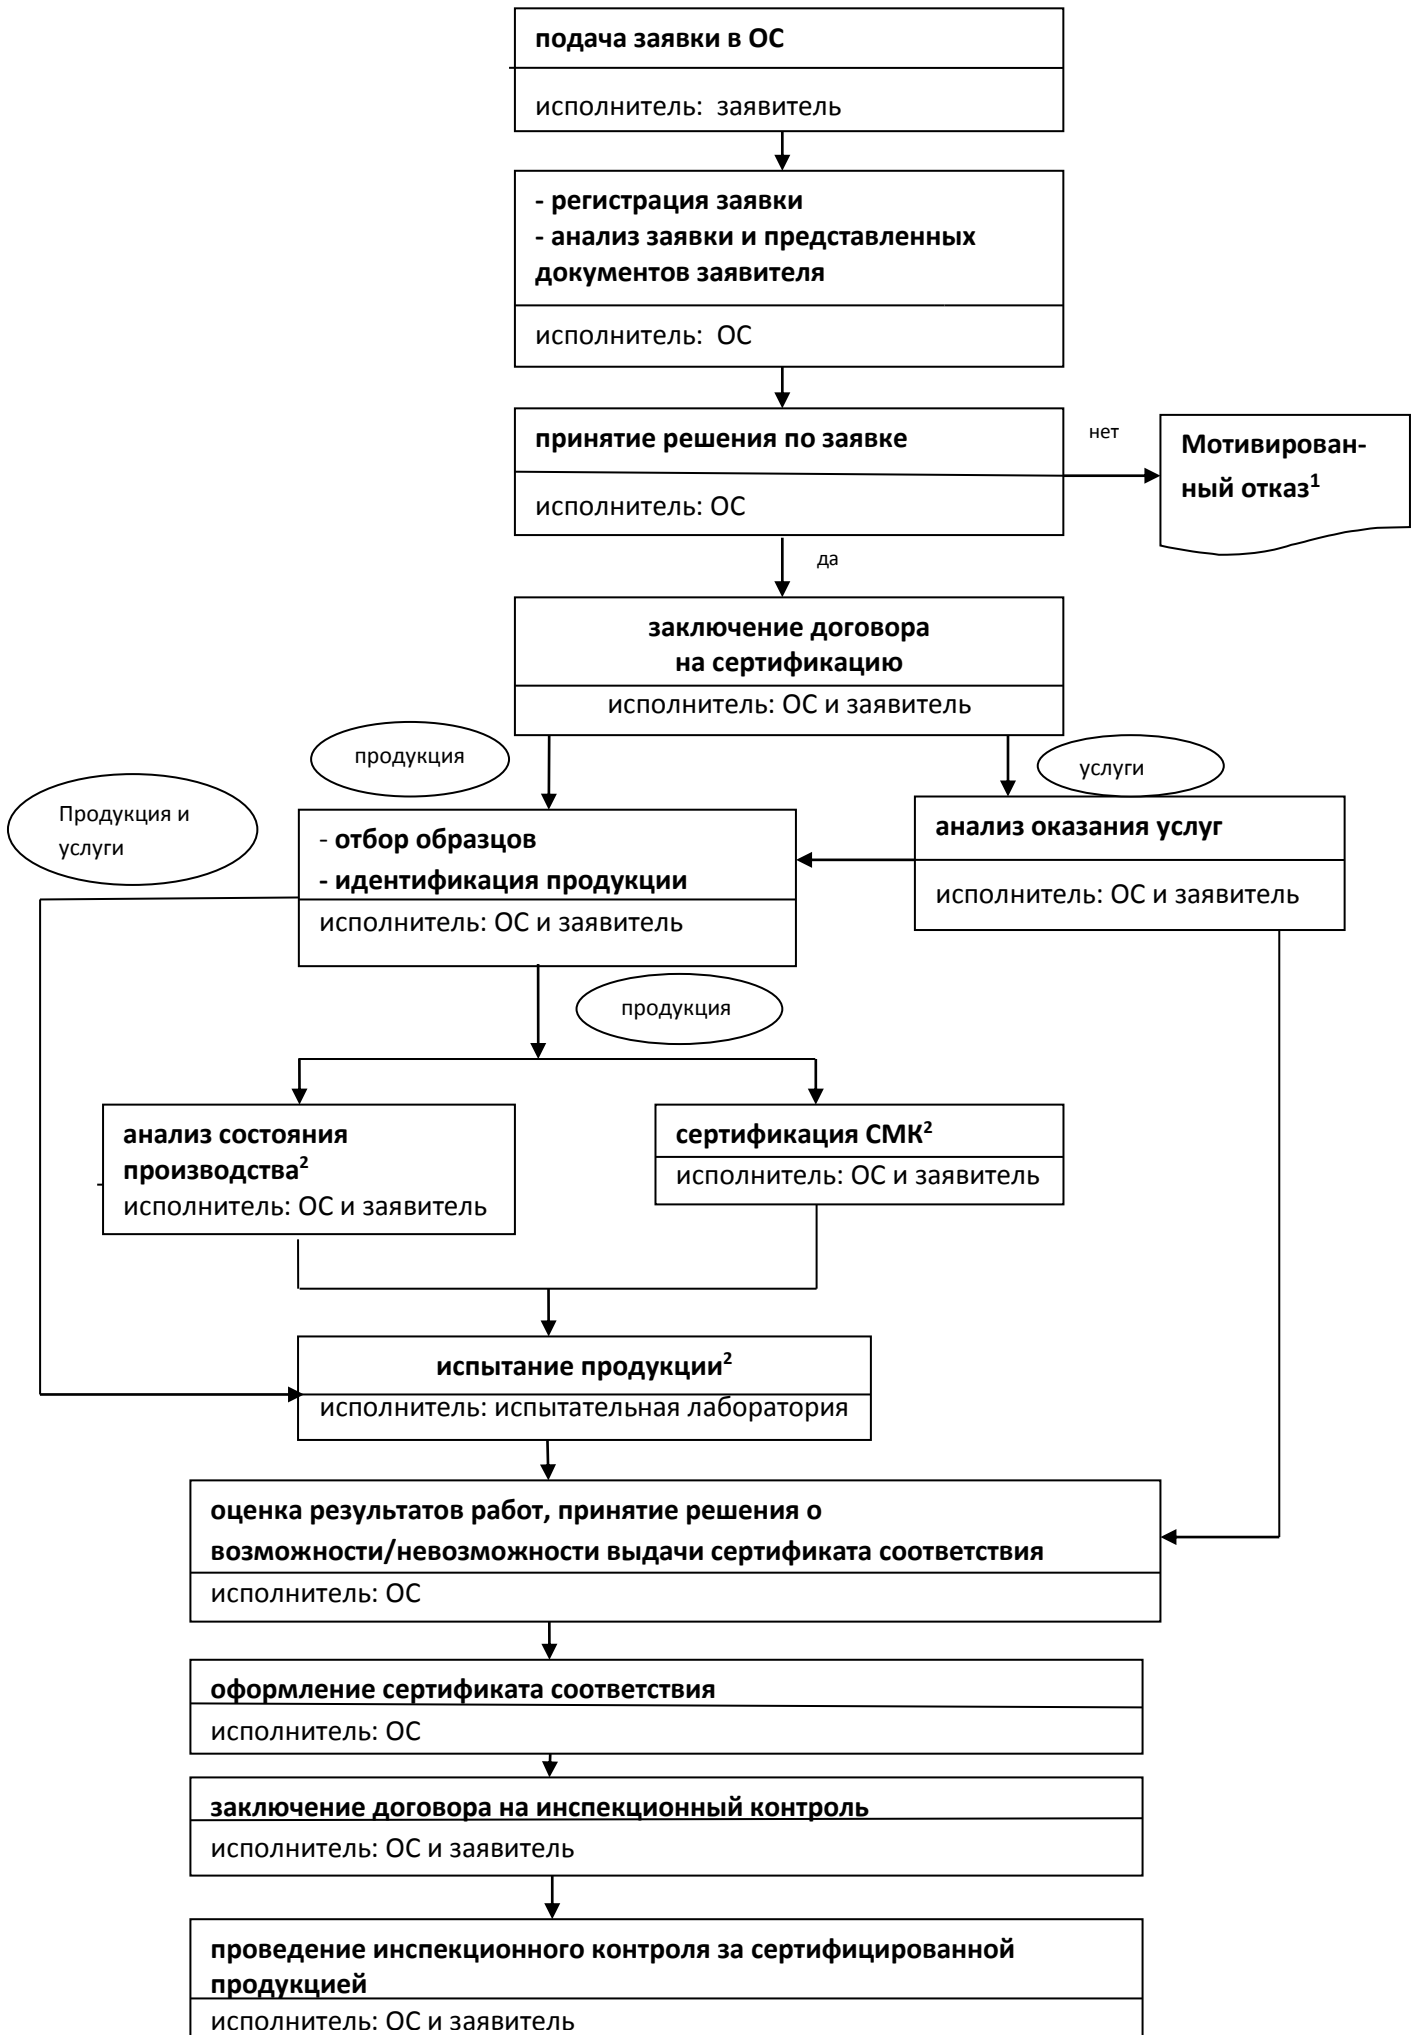 подача заявки в ОС
исполнитель: заявитель
- регистрация заявки
- анализ заявки и представленных
документов заявителя
исполнитель: ОС
принятие решения по заявке
исполнитель: ОС
нет
Мотивирован-
ный отказ¹
да
заключение договора
на сертификацию
исполнитель: ОС и заявитель
продукция
услуги
Продукция и
услуги
- отбор образцов
- идентификация продукции
исполнитель: ОС и заявитель
анализ оказания услуг
исполнитель: ОС и заявитель
продукция
анализ состояния
производства²
исполнитель: ОС и заявитель
сертификация СМК²
исполнитель: ОС и заявитель
испытание продукции²
исполнитель: испытательная лаборатория
оценка результатов работ, принятие решения о
возможности/невозможности выдачи сертификата соответствия
исполнитель: ОС
оформление сертификата соответствия
исполнитель: ОС
заключение договора на инспекционный контроль
исполнитель: ОС и заявитель
проведение инспекционного контроля за сертифицированной
продукцией
исполнитель: ОС и заявитель